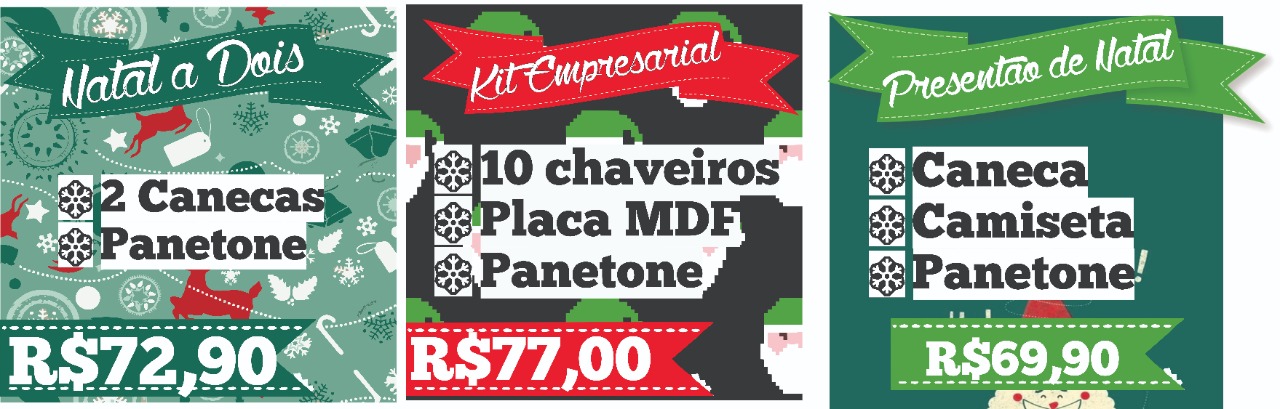 Natal a Dois
2 Canecas
Panetone
R$72,90
Kit Empresarial
10 chaveiros
Placa MDF
Panetone
R$77,00
Presentão de Natal
Caneca
Camiseta
Panetone
R$69,90